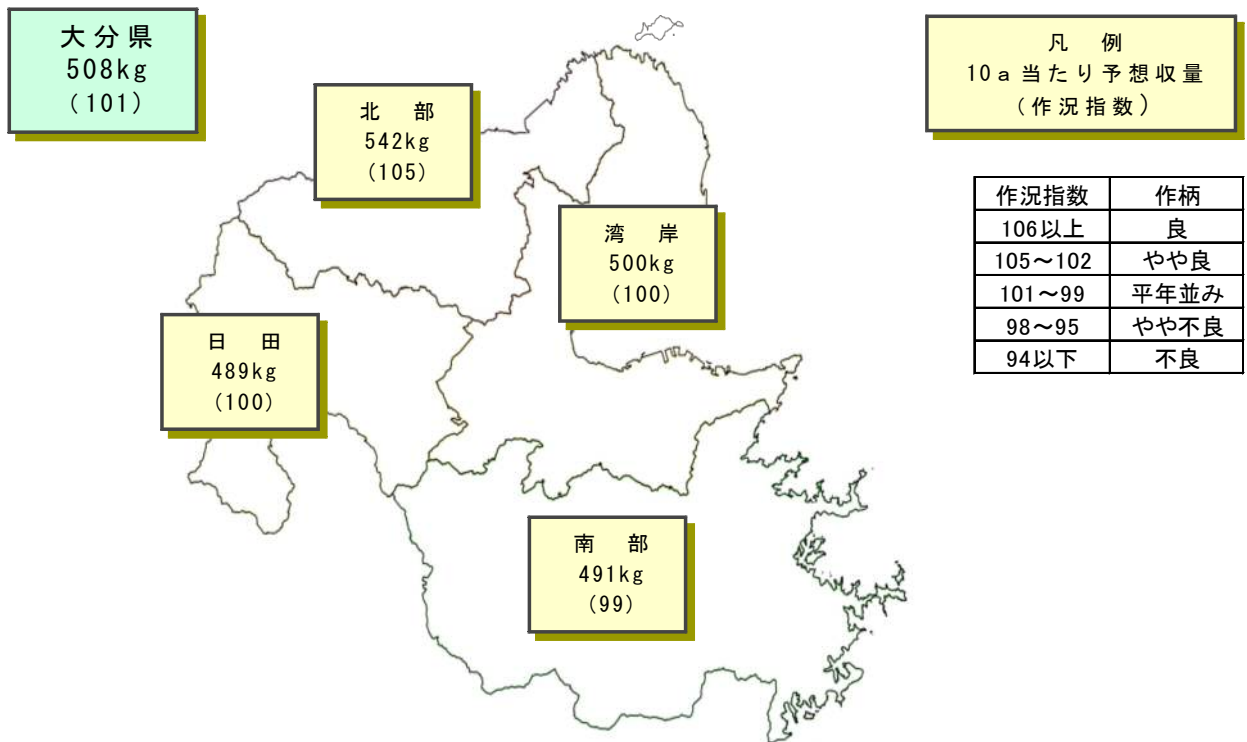 大分県
508kg
(101)
凡 例
10a当たり予想収量
(作況指数)
北 部
542kg
(105)
湾 岸
500kg
(100)
日 田
489kg
(100)
南 部
491kg
(99)
作況指数 作柄
106以上 良
105~102 やや良
101~99 平年並み
98~95 やや不良
94以下 不良